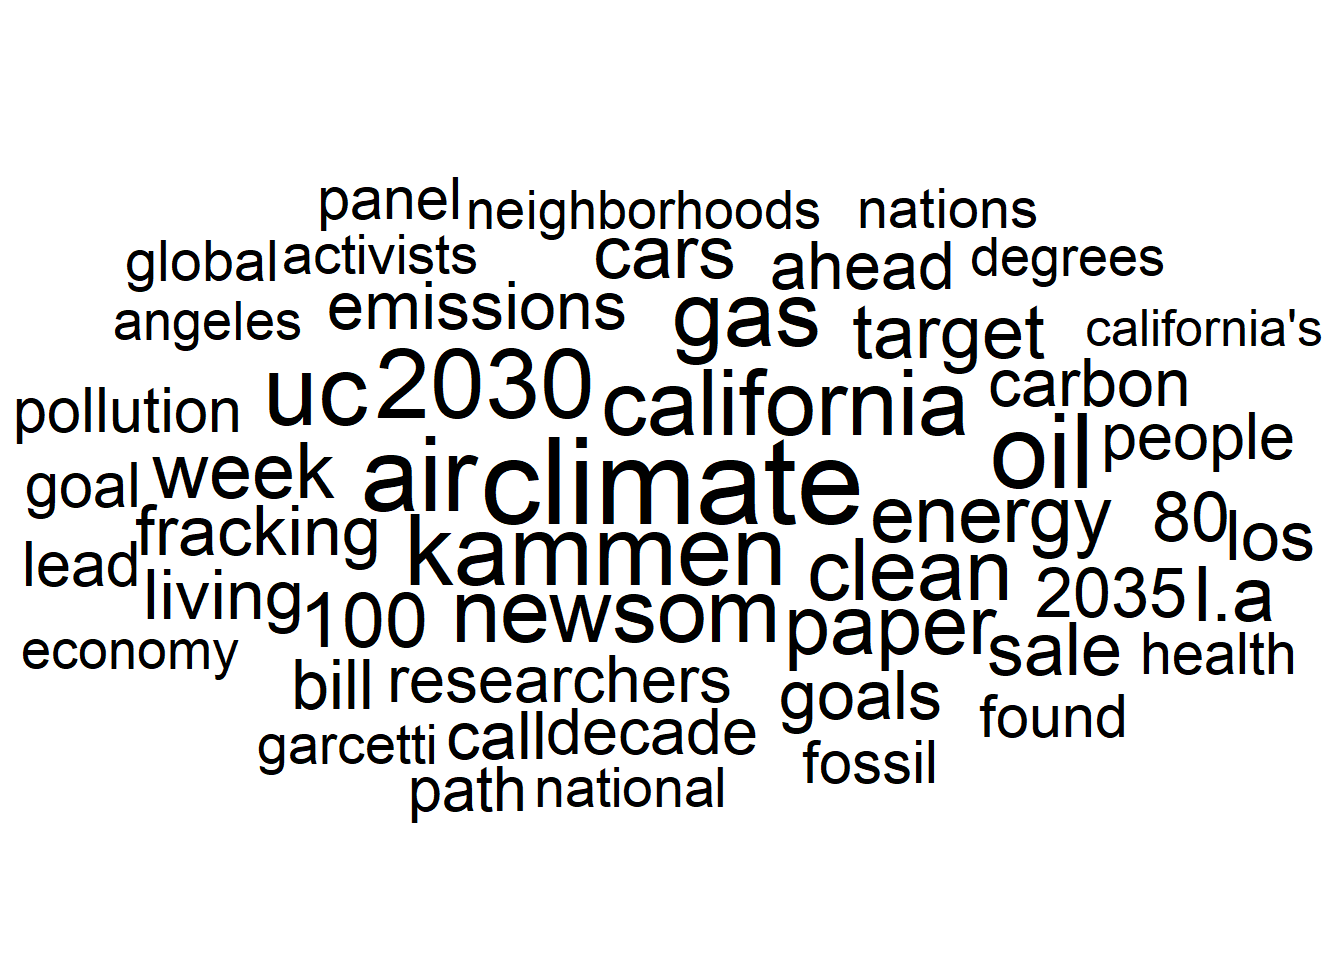 panel neighborhoods nations
global activists cars ahead degrees
angeles emissions gas target california's
pollution uc 2030 california carbon
goal week air climate oil people
fracking kammen energy 80 los
lead living newsom clean 2035 l.a
economy 100 paper sale health
bill researchers goals found
garcetti call decade fossil
path national